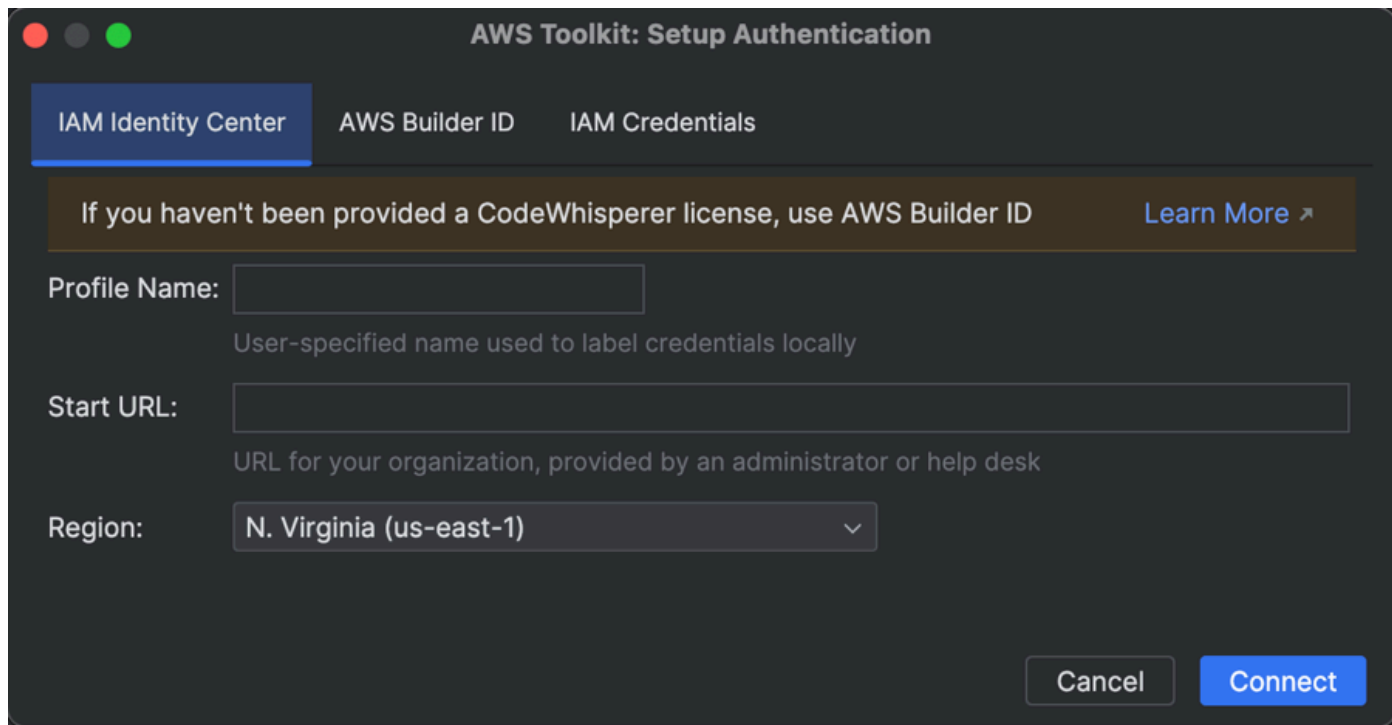 AWS Toolkit: Setup Authentication
IAM Identity Center AWS Builder ID IAM Credentials
If you haven't been provided a CodeWhisperer license, use AWS Builder ID Learn More ↗
Profile Name:
User-specified name used to label credentials locally
Start URL:
URL for your organization, provided by an administrator or help desk
Region: N. Virginia (us-east-1)
Cancel Connect